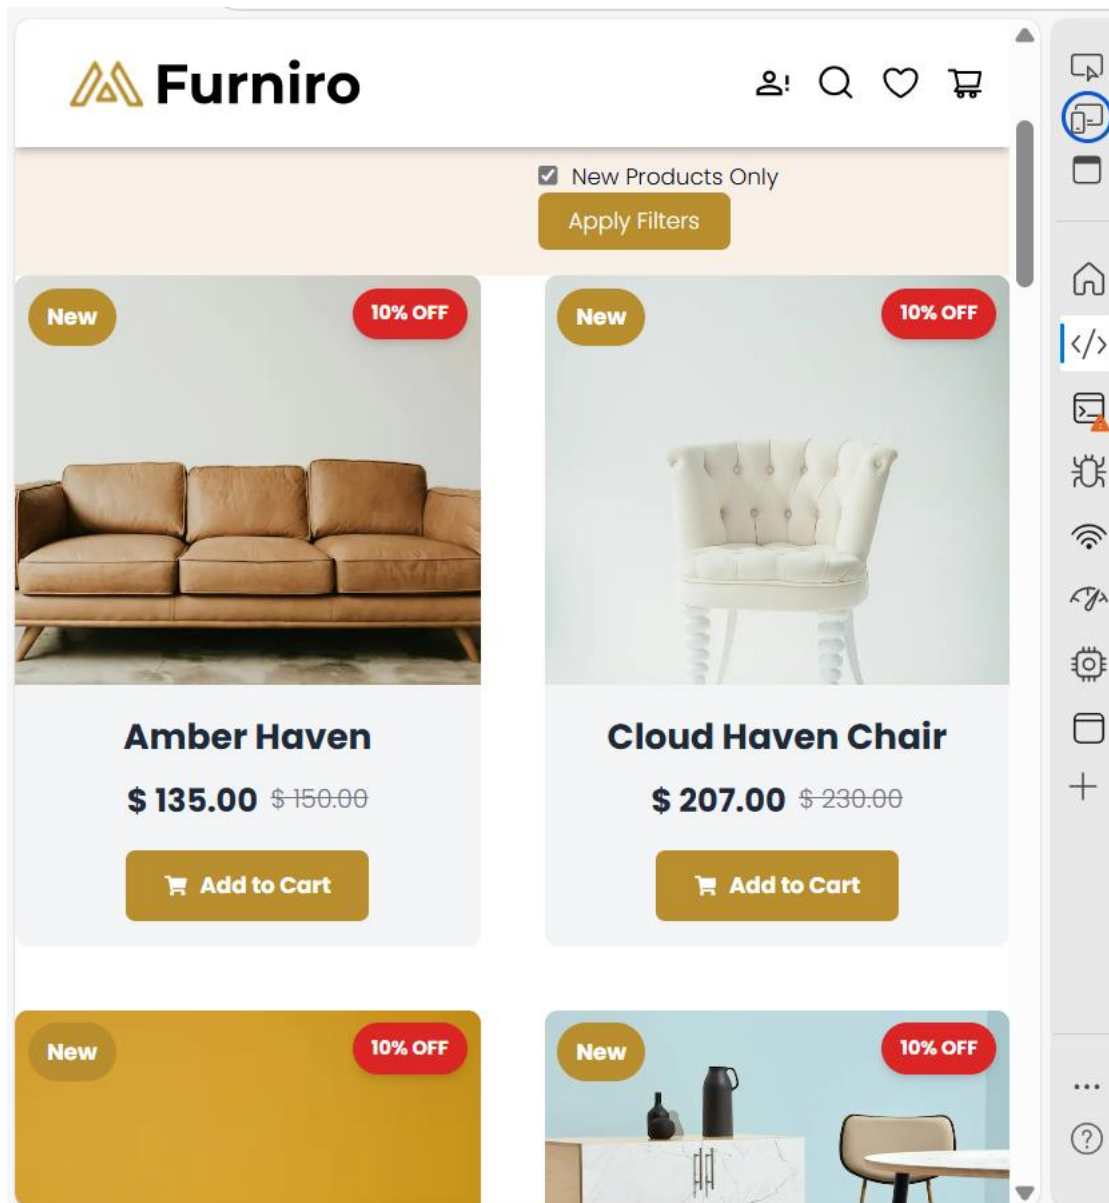 Furniro
New Products Only
Apply Filters
New
10% OFF
New
10% OFF
Amber Haven
$ 135.00 $ 150.00
Add to Cart
Cloud Haven Chair
$ 207.00 $ 230.00
Add to Cart
New
10% OFF
New
10% OFF